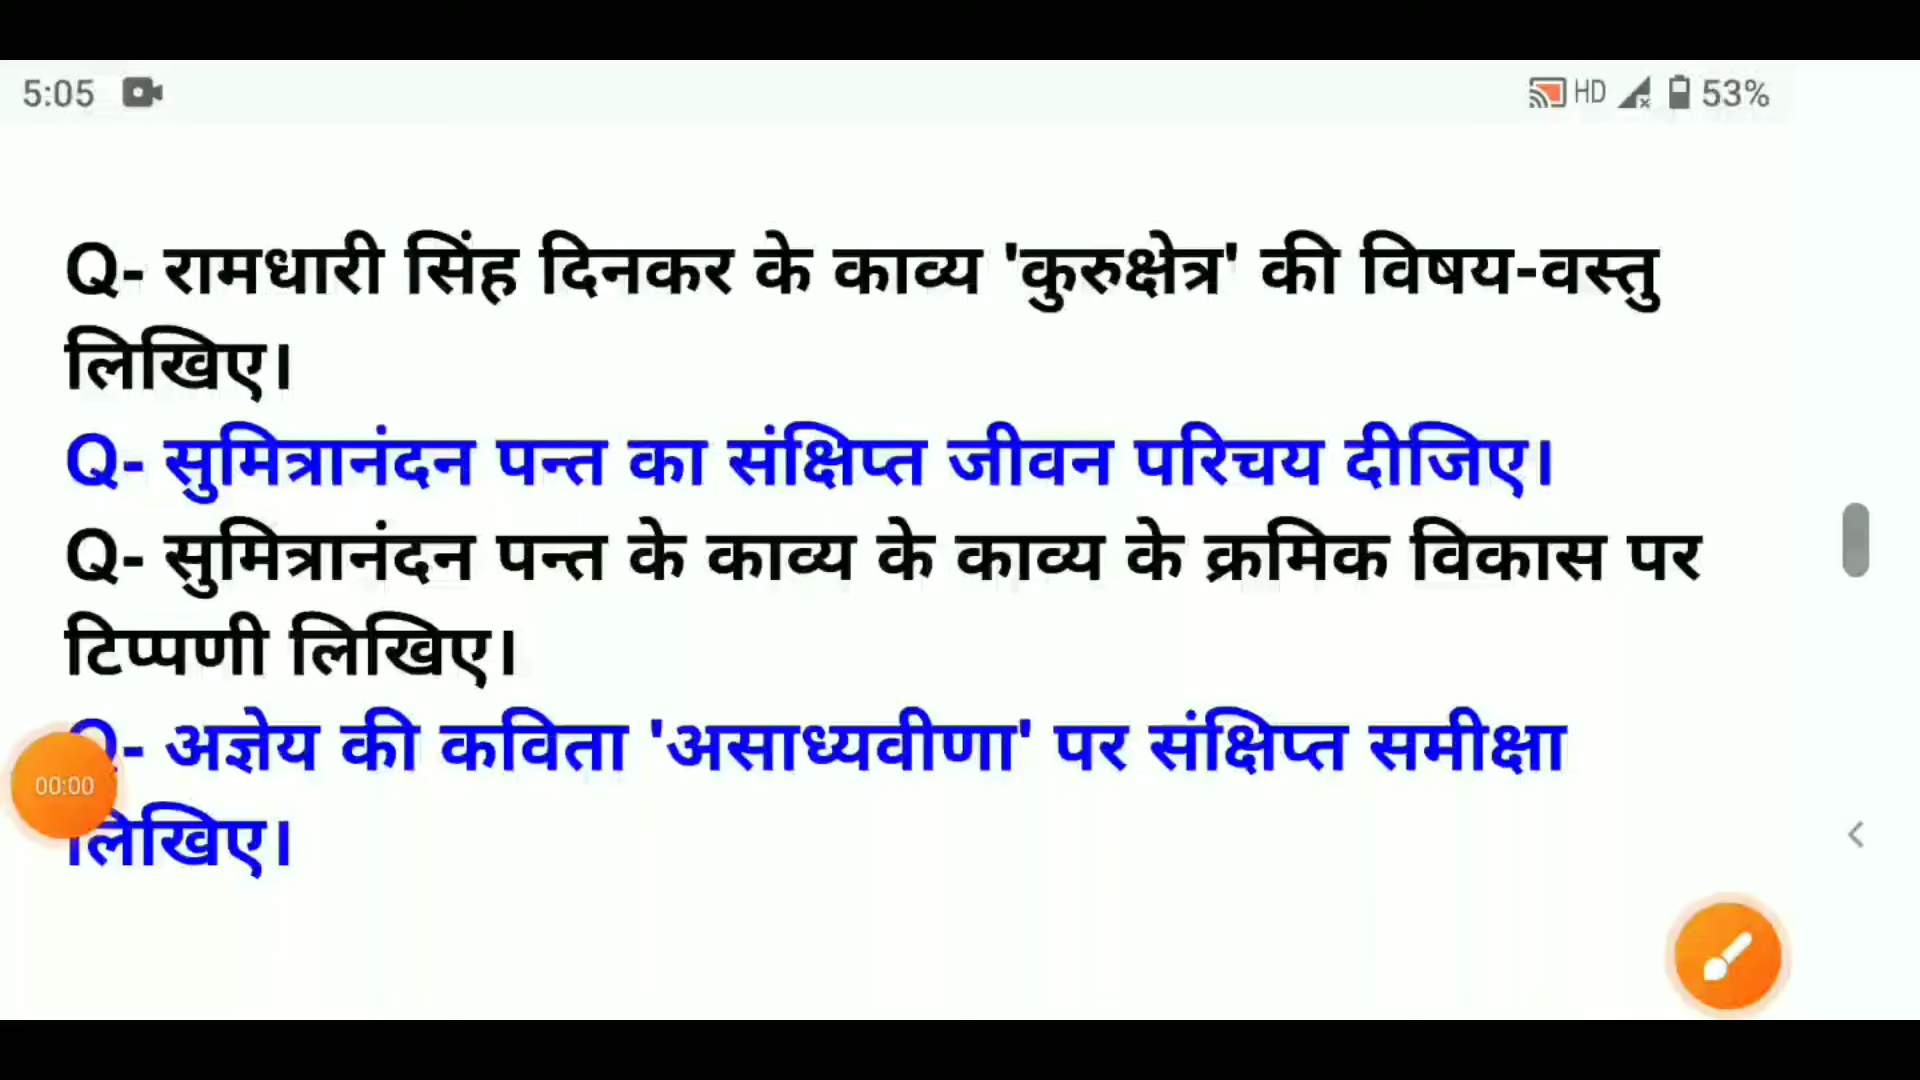 5:05 HD 53%
Q- रामधारी सिंह दिनकर के काव्य 'कुरुक्षेत्र' की विषय-वस्तु
लिखिए।
Q- सुमित्रानंदन पन्त का संक्षिप्त जीवन परिचय दीजिए।
Q- सुमित्रानंदन पन्त के काव्य के काव्य के क्रमिक विकास पर
टिप्पणी लिखिए।
Q- अज्ञेय की कविता 'असाध्यवीणा' पर संक्षिप्त समीक्षा
00:00
लिखिए।